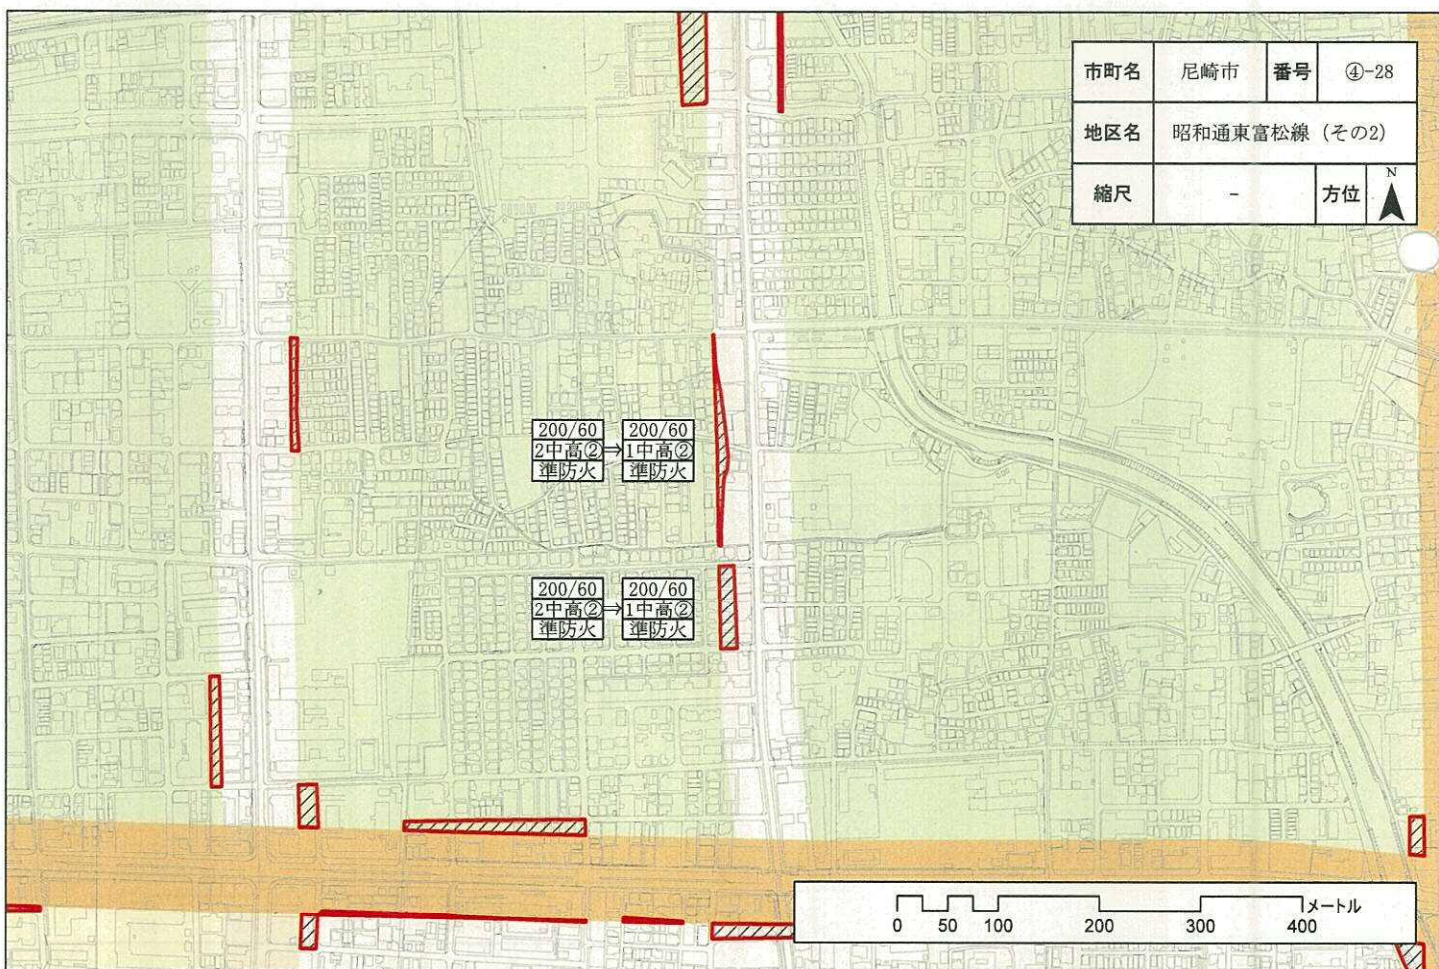 市町名 尼崎市 番号 ④-28
地区名 昭和通東富松線（その2）
縮尺 - 方位 N
200/60 200/60
2中高②⇒1中高②
準防火 準防火
200/60 200/60
2中高②⇒1中高②
準防火 準防火
メートル
0 50 100 200 300 400